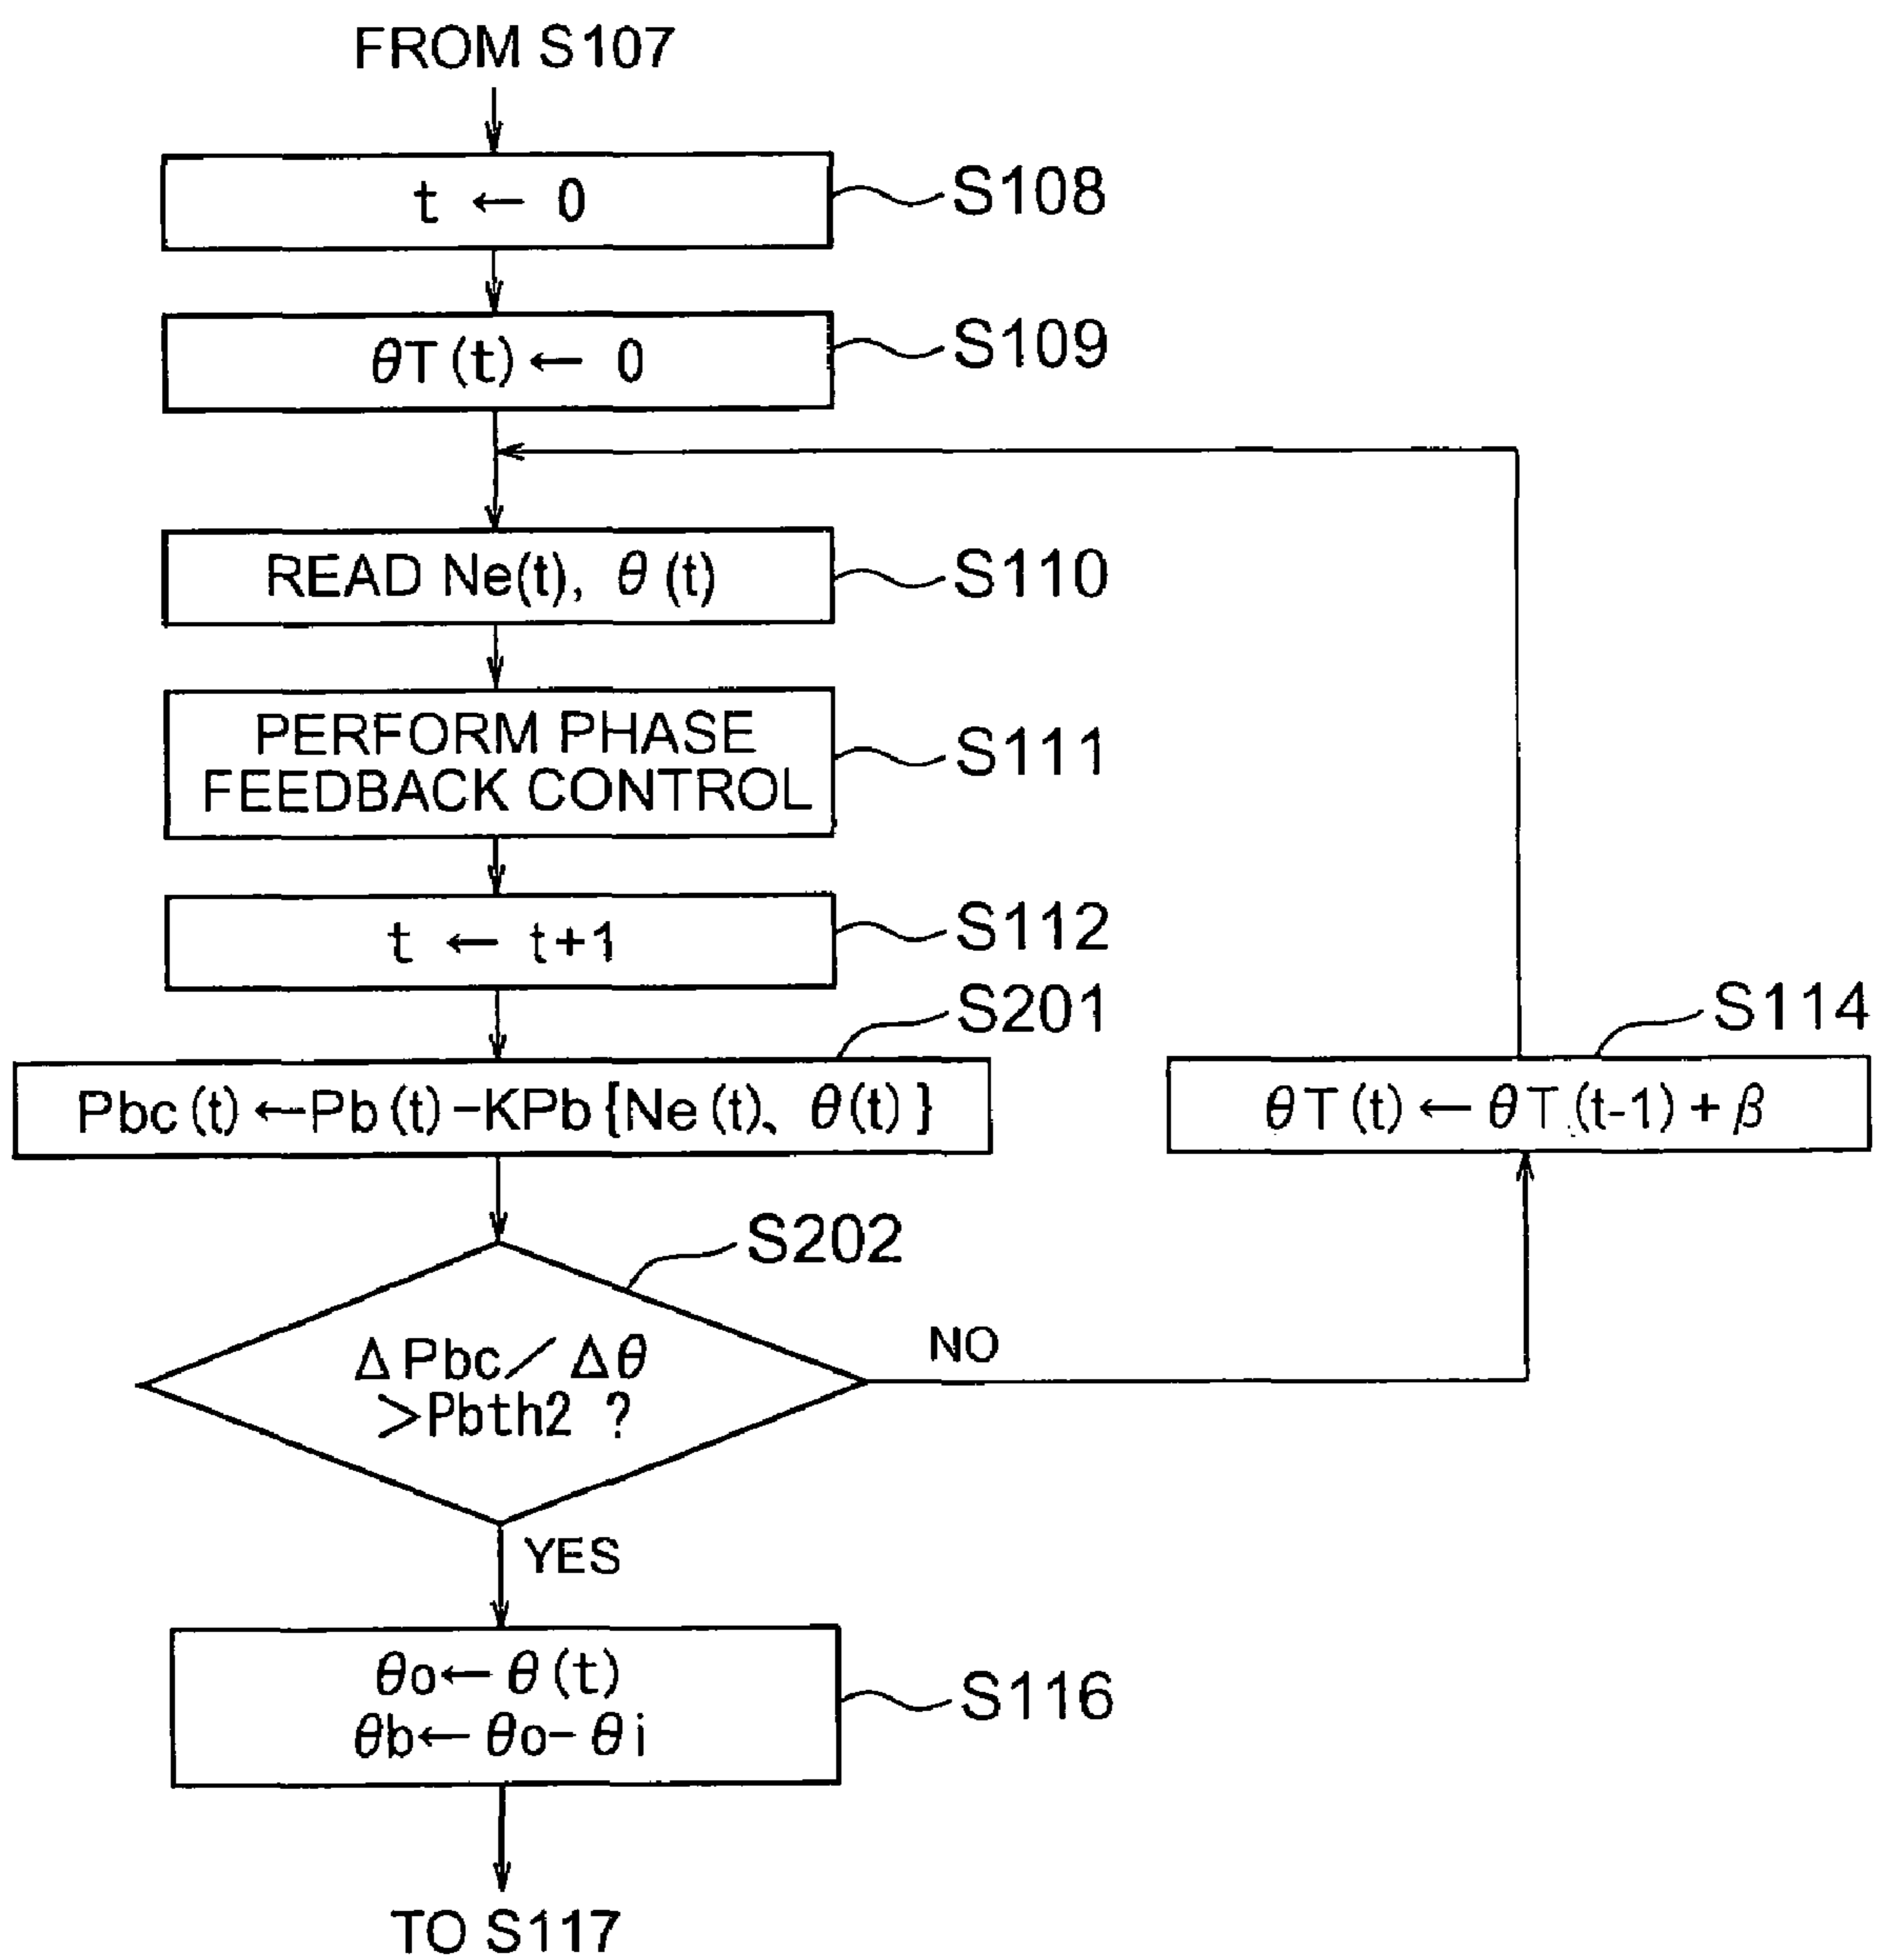 FROM S107
t ← 0
S108
θT(t) ← 0
S109
READ Ne(t), θ(t)
S110
PERFORM PHASE
FEEDBACK CONTROL
S111
t ← t+1
S112
S201
Pbc(t)←Pb(t)-KPb{Ne(t)、θ(t)}
S114
θT(t)←θT(t-1)+β
S202
ΔPbc/Δθ
>Pbth2 ?
NO
YES
θo←θ(t)
θb←θo-θi
S116
TO S117